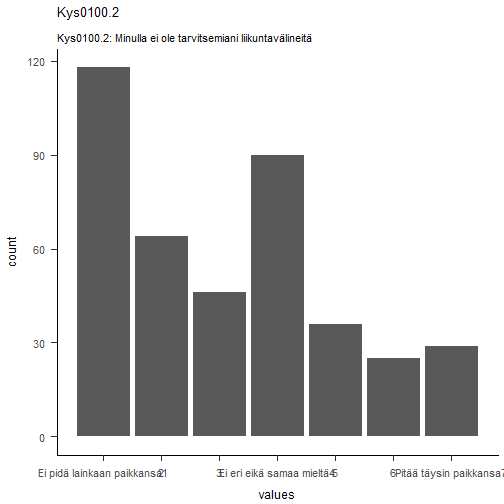 Kys0100.2
Kys0100.2: Minulla ei ole tarvitsemiani liikuntavälineitä
120
90
60
30
0
count
Ei pidä lainkaan paikkansa1 2 3 Ei eri eikä samaa mieltä4 5 6 Pitää täysin paikkansa7
values